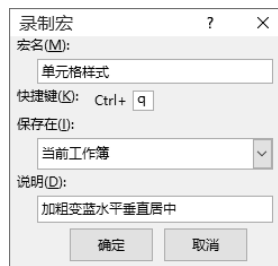 录制宏 ? ×
宏名(M):
单元格样式
快捷键(K): Ctrl+ q
保存在(I):
当前工作簿
说明(D):
加粗变蓝水平垂直居中
确定 取消